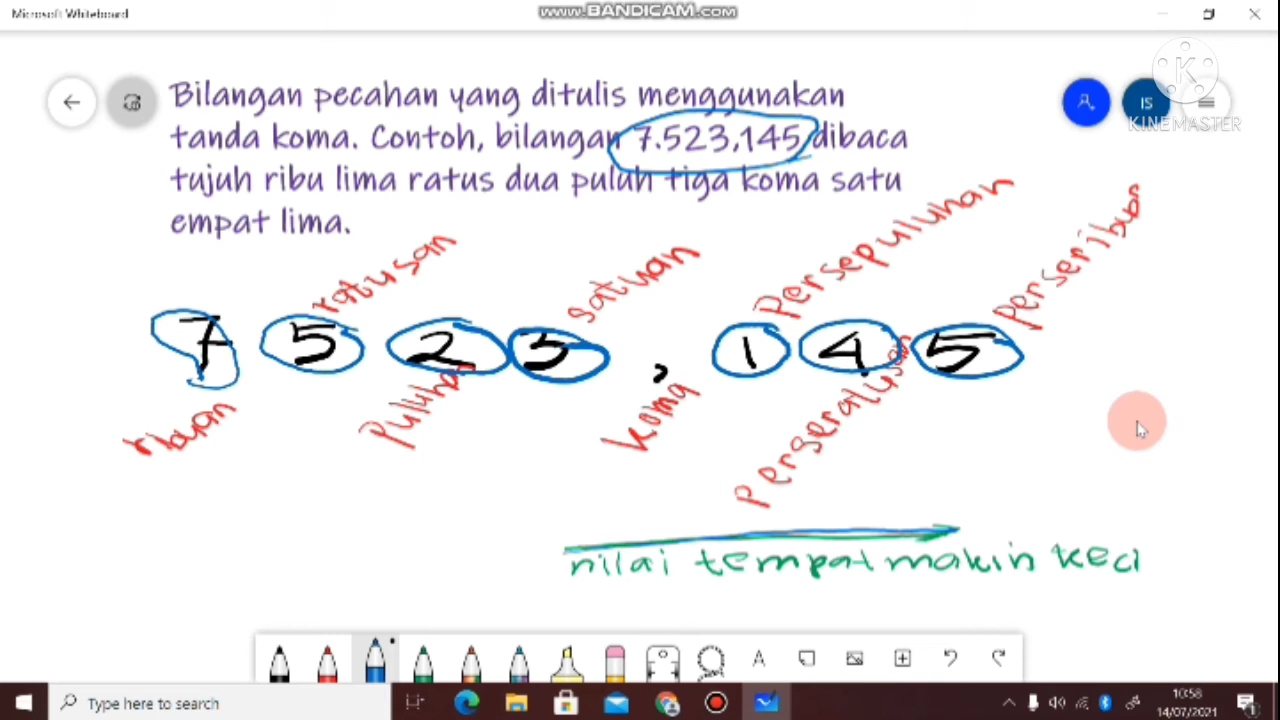 Microsoft Whiteboard
www.BANDICAM.com
Bilangan pecahan yang ditulis menggunakan
tanda koma. Contoh, bilangan 7.523,145 dibaca
tujuh ribu lima ratus dua puluh tiga koma satu
empat lima.
IS
KINEMASTER
ratusan
satuan
Persepuluhan
perseribuan
7 5 2 3 , 1 4 5
ribuan
Puluhan
koma
perseratusan
nilai tempat makin kecil
A
Type here to search
10:58
14/07/2021